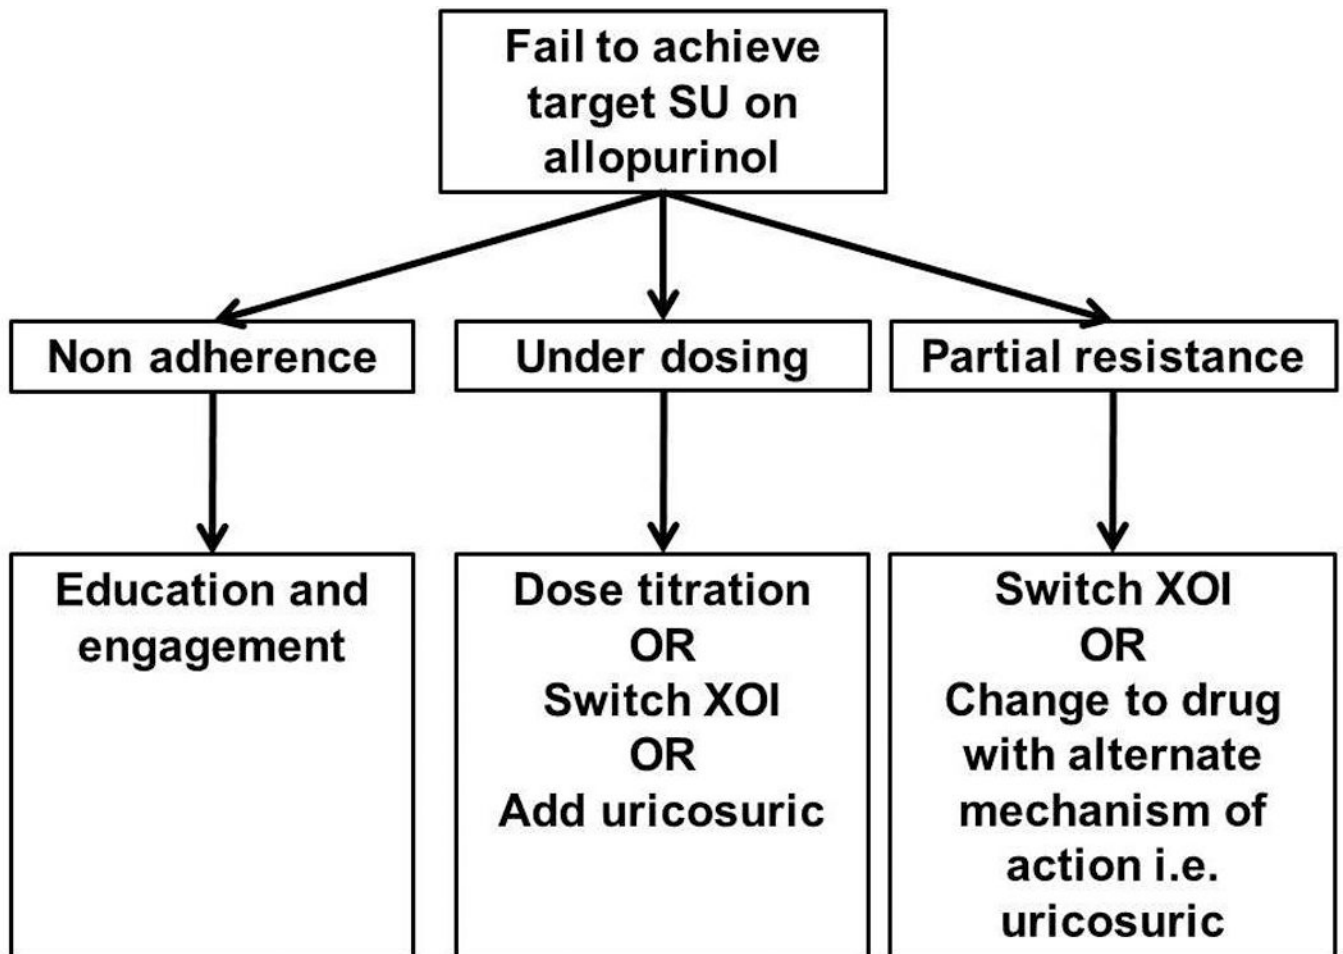 Fail to achieve
target SU on
allopurinol
Non adherence
Under dosing
Partial resistance
Education and
engagement
Dose titration
OR
Switch XOI
OR
Add uricosuric
Switch XOI
OR
Change to drug
with alternate
mechanism of
action i.e.
uricosuric